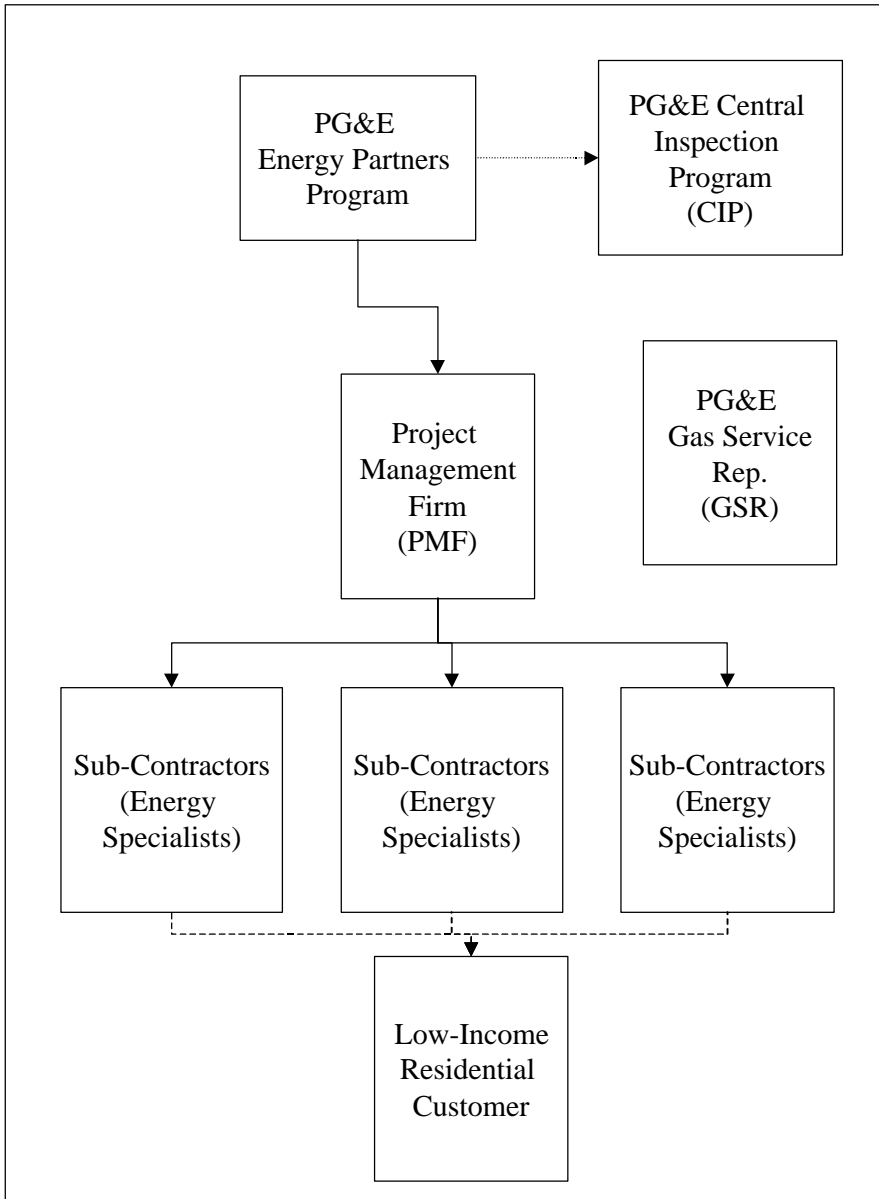 PG&E
Energy Partners
Program
PG&E Central
Inspection
Program
(CIP)
Project
Management
Firm
(PMF)
PG&E
Gas Service
Rep.
(GSR)
Sub-Contractors
(Energy
Specialists)
Sub-Contractors
(Energy
Specialists)
Sub-Contractors
(Energy
Specialists)
Low-Income
Residential
Customer